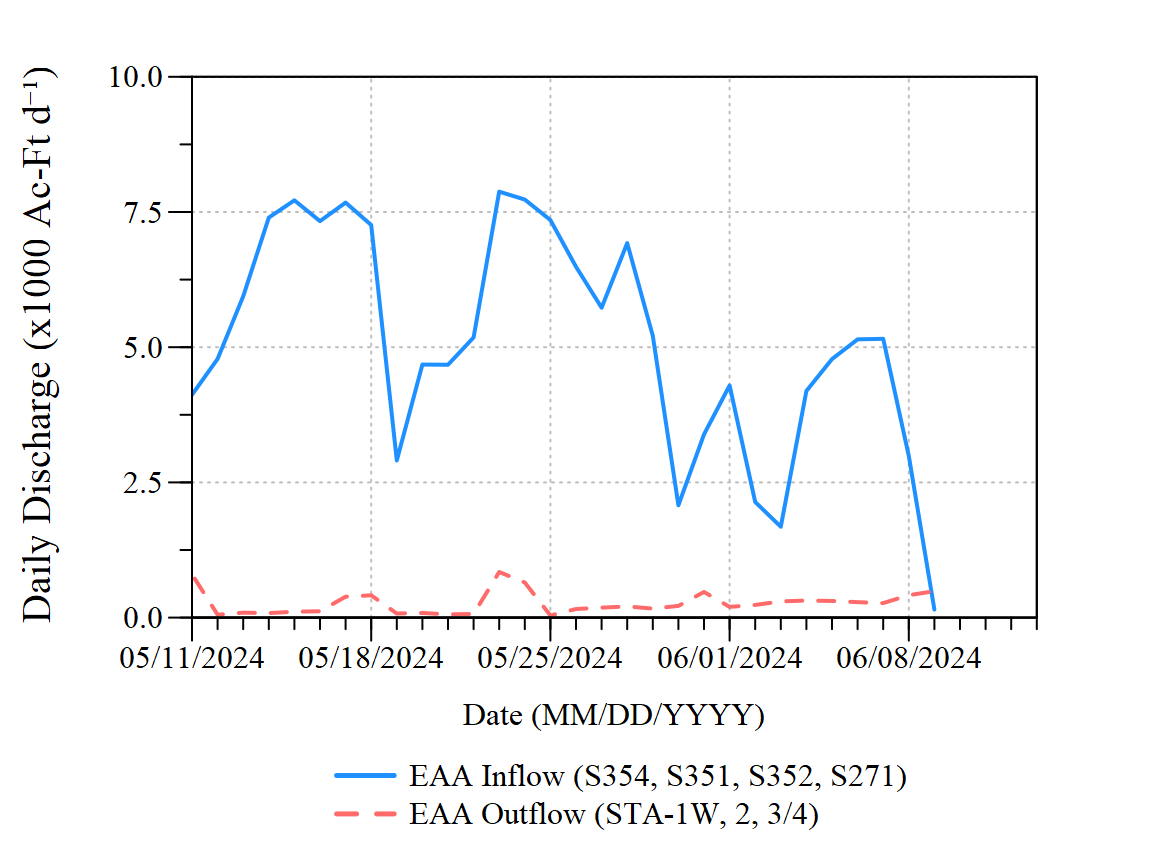 Daily Discharge (x1000 Ac-Ft d⁻¹)
10.0
7.5
5.0
2.5
0.0
05/11/2024 05/18/2024 05/25/2024 06/01/2024 06/08/2024
Date (MM/DD/YYYY)
EAA Inflow (S354, S351, S352, S271)
EAA Outflow (STA-1W, 2, 3/4)